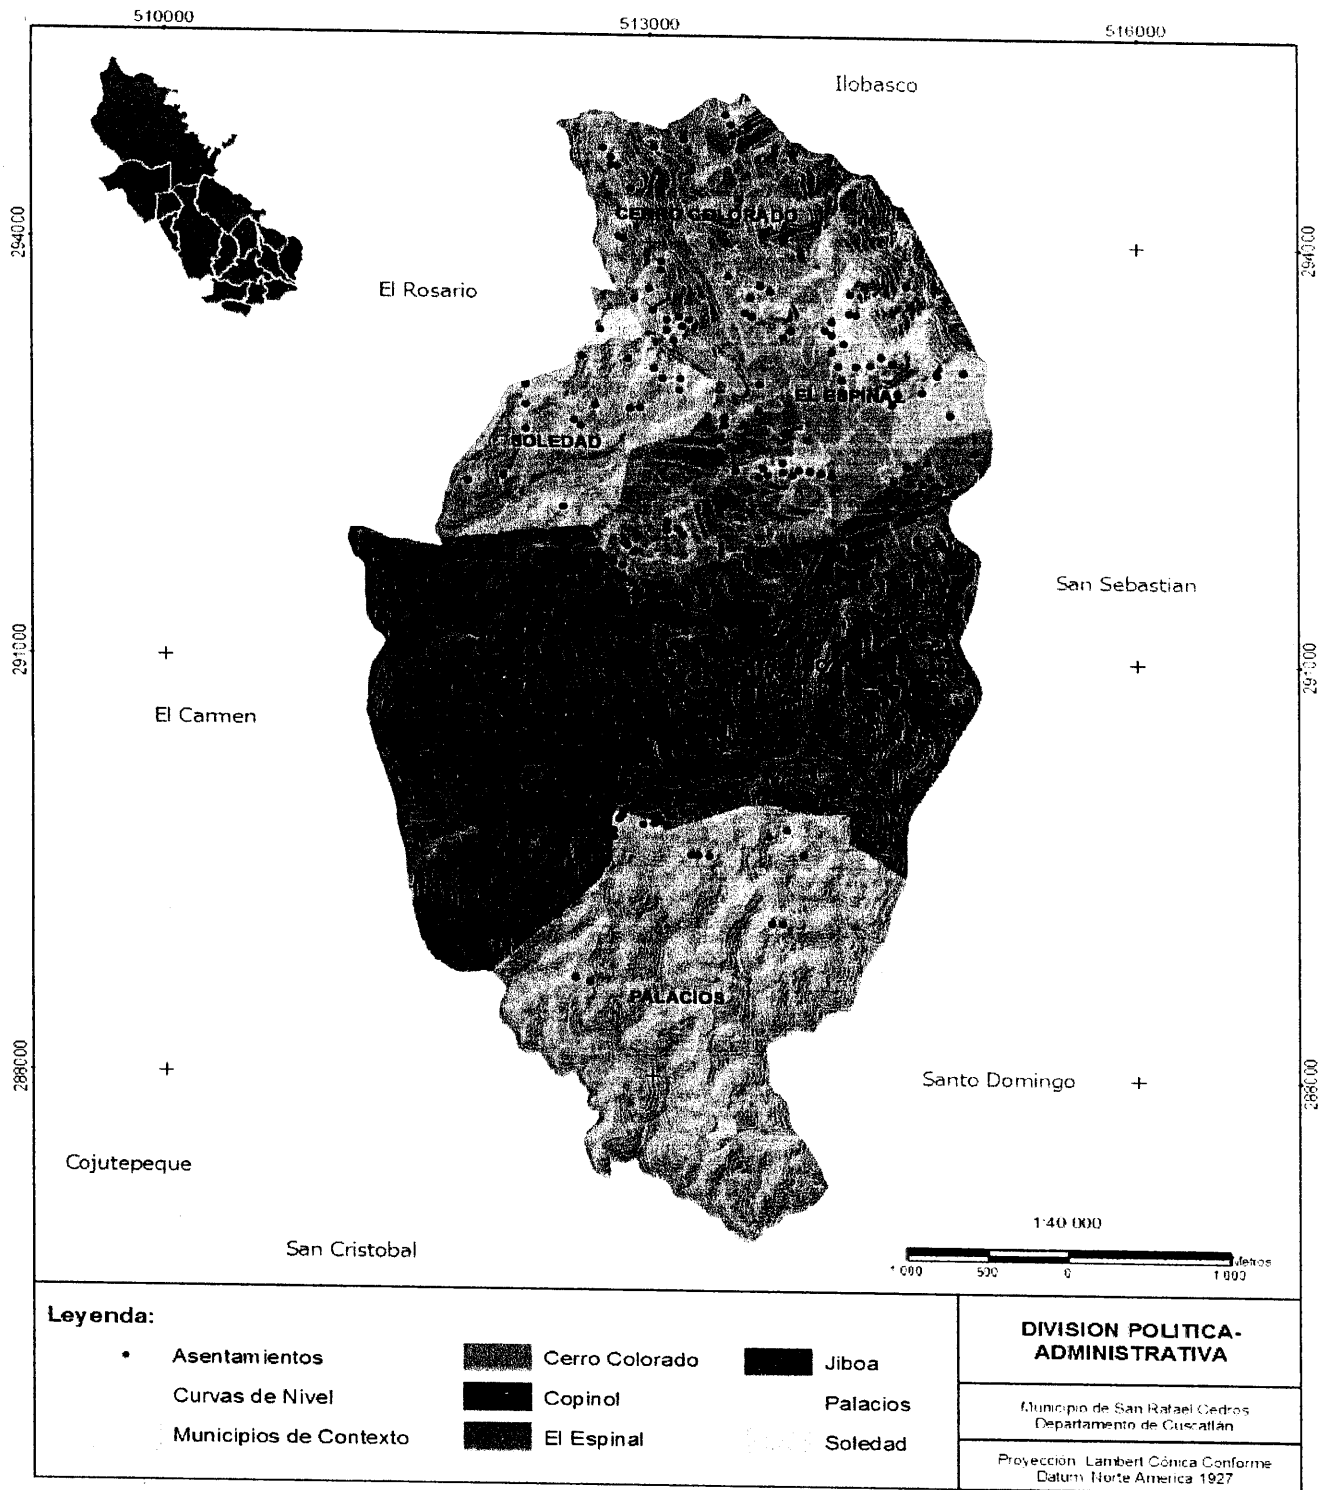 510000
513000
516000
Ilobasco
CERRO COLORADO
294000
294000
El Rosario
EL ESPINAL
SOLEDAD
San Sebastian
291000
291000
El Carmen
PALACIOS
288000
288000
Santo Domingo
Cojutepeque
San Cristobal
1:40 000
Metros
1 000 500 0 1 000
Leyenda:
Asentamientos
Curvas de Nivel
Municipios de Contexto
Cerro Colorado
Copinol
El Espinal
Jiboa
Palacios
Soledad
DIVISION POLITICA-
ADMINISTRATIVA
Municipio de San Rafael Cedros
Departamento de Cuscatlán
Proyección Lambert Cónica Conforme
Datum Norte America 1927